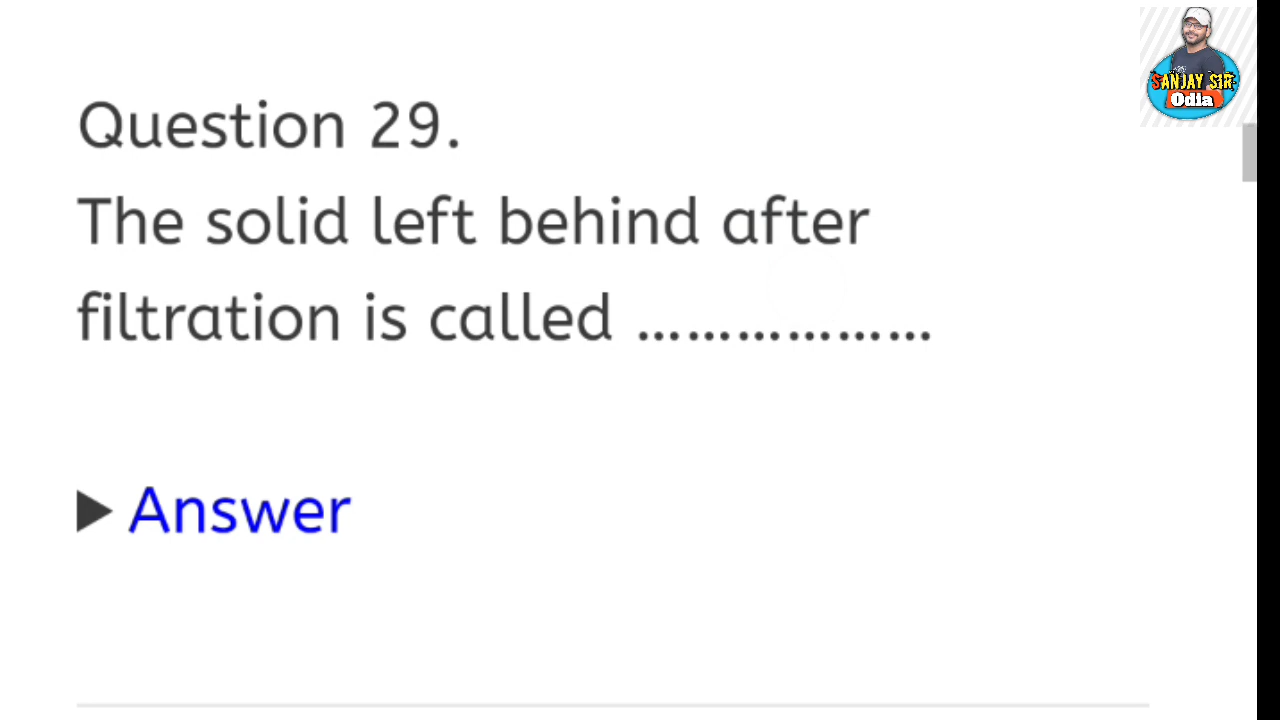 SANJAY SIR
Odia
Question 29.
The solid left behind after
filtration is called ………………
Answer